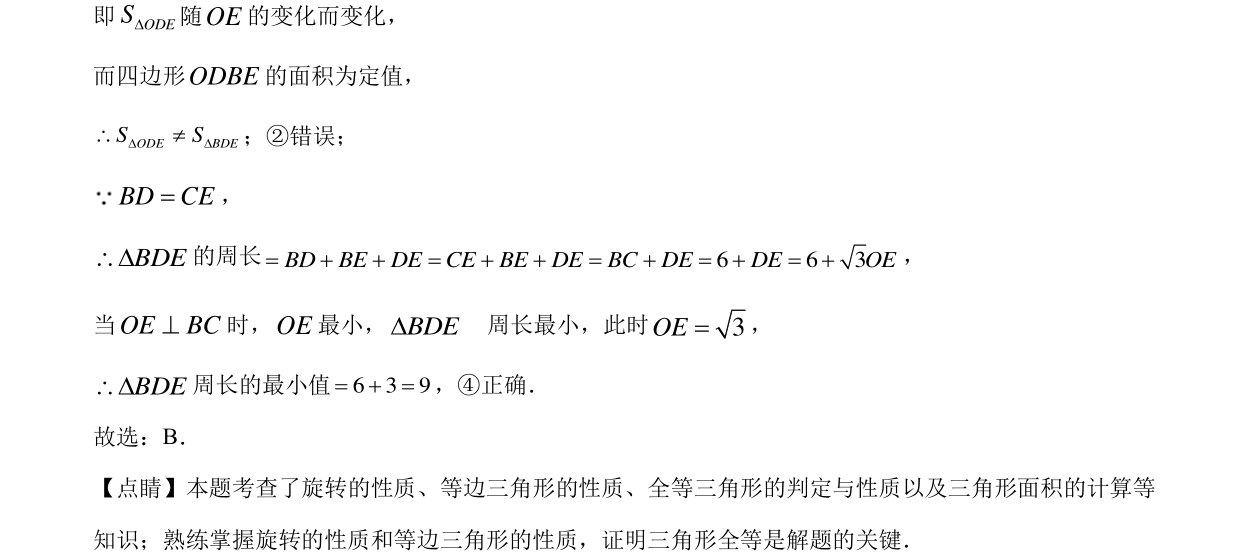 即 S△ODE 随 OE 的变化而变化，
而四边形 ODBE 的面积为定值，
∴ S△ODE ≠ S△BDE；②错误；
∵ BD = CE，
∴ △BDE 的周长 = BD + BE + DE = CE + BE + DE = BC + DE = 6 + DE = 6 + √3OE，
当 OE ⊥ BC 时，OE 最小，△BDE 周长最小，此时 OE = √3，
∴ △BDE 周长的最小值 = 6 + 3 = 9，④正确．
故选：B．
【点睛】本题考查了旋转的性质、等边三角形的性质、全等三角形的判定与性质以及三角形面积的计算等
知识；熟练掌握旋转的性质和等边三角形的性质，证明三角形全等是解题的关键．